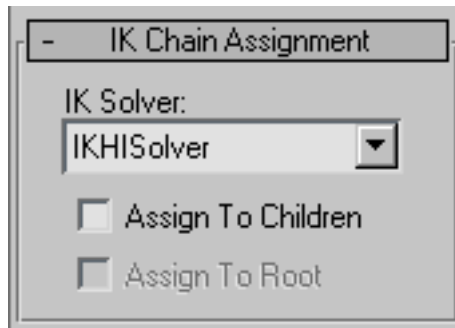 - IK Chain Assignment
IK Solver:
IKHISolver
Assign To Children
Assign To Root